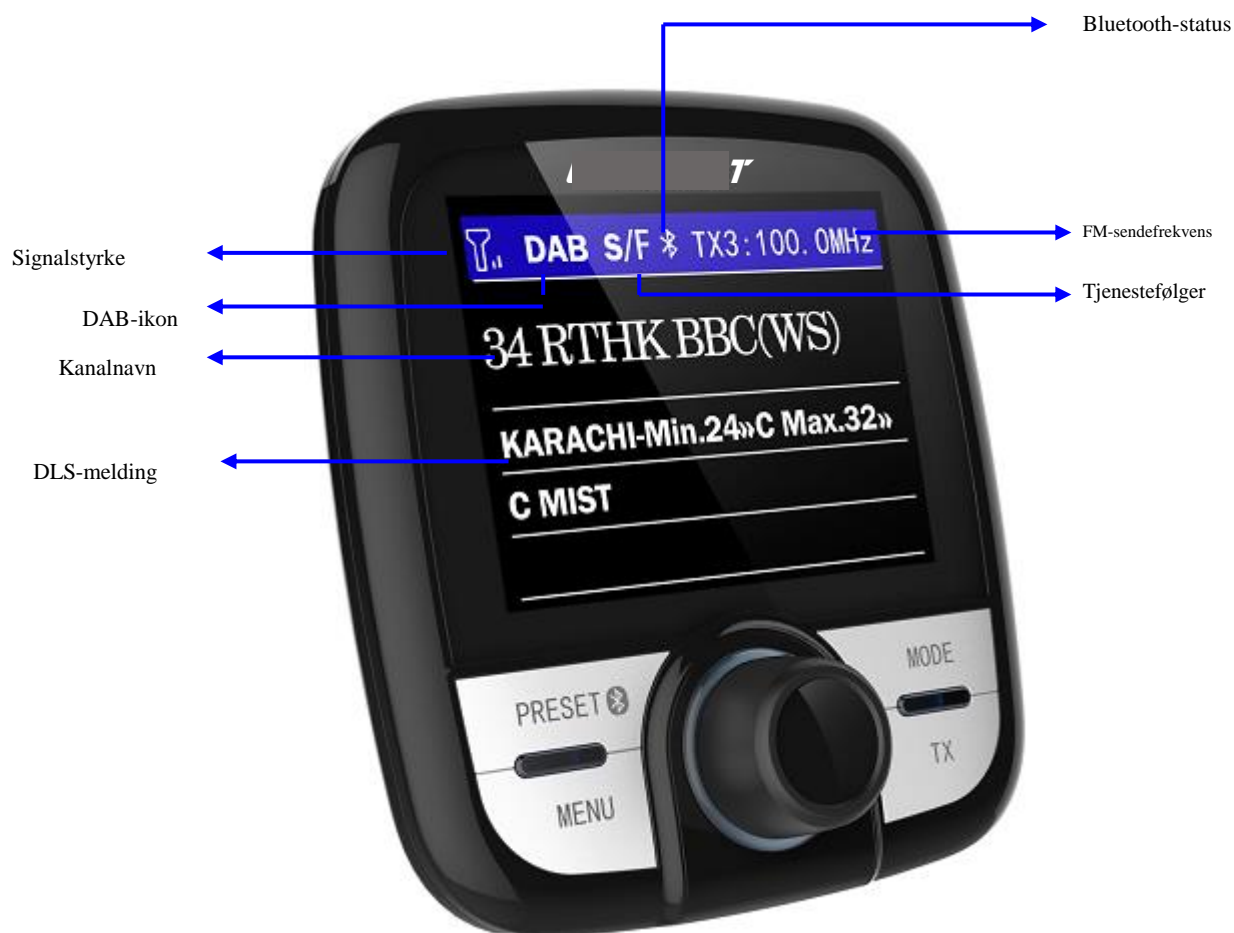 Bluetooth-status
FM-sendefrekvens
Signalstyrke
Tjenestefølger
DAB-ikon
Kanalnavn
DLS-melding
DAB S/F TX3:100.0MHz
34 RTHK BBC(WS)
KARACHI-Min.24»C Max.32»
C MIST
PRESET
MENU
MODE
TX